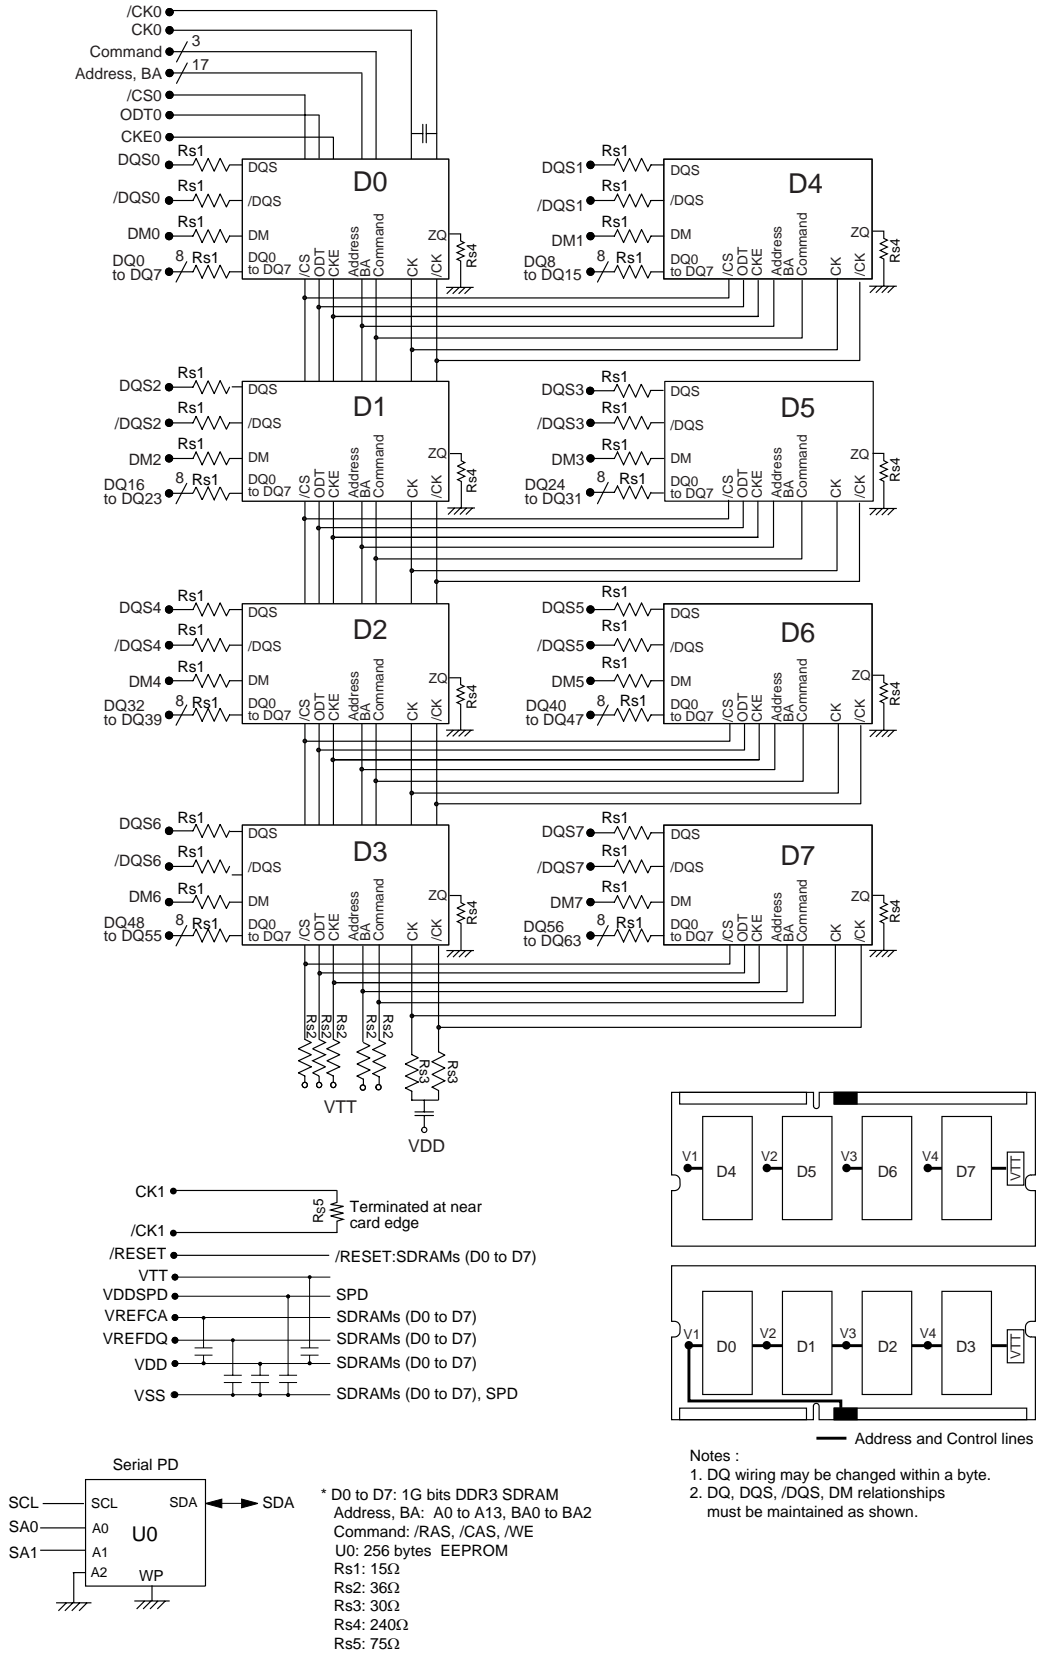 /CK0
CK0
Command 3
Address, BA 17
/CS0
ODT0
CKE0
DQS0 Rs1 DQS
/DQS0 Rs1 /DQS
DM0 Rs1 DM
DQ0 to DQ7 8 Rs1 DQ0 to DQ7
D0
/CS ODT CKE Address BA Command CK /CK
ZQ Rs4
DQS1 Rs1 DQS
/DQS1 Rs1 /DQS
DM1 Rs1 DM
DQ8 to DQ15 8 Rs1 DQ0 to DQ7
D4
/CS ODT CKE Address BA Command CK /CK
ZQ Rs4
DQS2 Rs1 DQS
/DQS2 Rs1 /DQS
DM2 Rs1 DM
DQ16 to DQ23 8 Rs1 DQ0 to DQ7
D1
/CS ODT CKE Address BA Command CK /CK
ZQ Rs4
DQS3 Rs1 DQS
/DQS3 Rs1 /DQS
DM3 Rs1 DM
DQ24 to DQ31 8 Rs1 DQ0 to DQ7
D5
/CS ODT CKE Address BA Command CK /CK
ZQ Rs4
DQS4 Rs1 DQS
/DQS4 Rs1 /DQS
DM4 Rs1 DM
DQ32 to DQ39 8 Rs1 DQ0 to DQ7
D2
/CS ODT CKE Address BA Command CK /CK
ZQ Rs4
DQS5 Rs1 DQS
/DQS5 Rs1 /DQS
DM5 Rs1 DM
DQ40 to DQ47 8 Rs1 DQ0 to DQ7
D6
/CS ODT CKE Address BA Command CK /CK
ZQ Rs4
DQS6 Rs1 DQS
/DQS6 Rs1 /DQS
DM6 Rs1 DM
DQ48 to DQ55 8 Rs1 DQ0 to DQ7
D3
/CS ODT CKE Address BA Command CK /CK
ZQ Rs4
DQS7 Rs1 DQS
/DQS7 Rs1 /DQS
DM7 Rs1 DM
DQ56 to DQ63 8 Rs1 DQ0 to DQ7
D7
/CS ODT CKE Address BA Command CK /CK
ZQ Rs4
Rs2 Rs2 Rs2 Rs2 Rs2 Rs3 Rs3
VTT
VDD
V1 D4 V2 D5 V3 D6 V4 D7 VTT
CK1
Rs5
Terminated at near
card edge
/CK1
/RESET /RESET:SDRAMs (D0 to D7)
VTT
VDDSPD SPD
VREFCA SDRAMs (D0 to D7)
VREFDQ SDRAMs (D0 to D7)
VDD SDRAMs (D0 to D7)
VSS SDRAMs (D0 to D7), SPD
V1 D0 V2 D1 V3 D2 V4 D3 VTT
Address and Control lines
Notes :
1. DQ wiring may be changed within a byte.
2. DQ, DQS, /DQS, DM relationships
must be maintained as shown.
Serial PD
SCL SCL SDA SDA
SA0 A0
U0
SA1 A1
A2 WP
* D0 to D7: 1G bits DDR3 SDRAM
Address, BA: A0 to A13, BA0 to BA2
Command: /RAS, /CAS, /WE
U0: 256 bytes EEPROM
Rs1: 15Ω
Rs2: 36Ω
Rs3: 30Ω
Rs4: 240Ω
Rs5: 75Ω